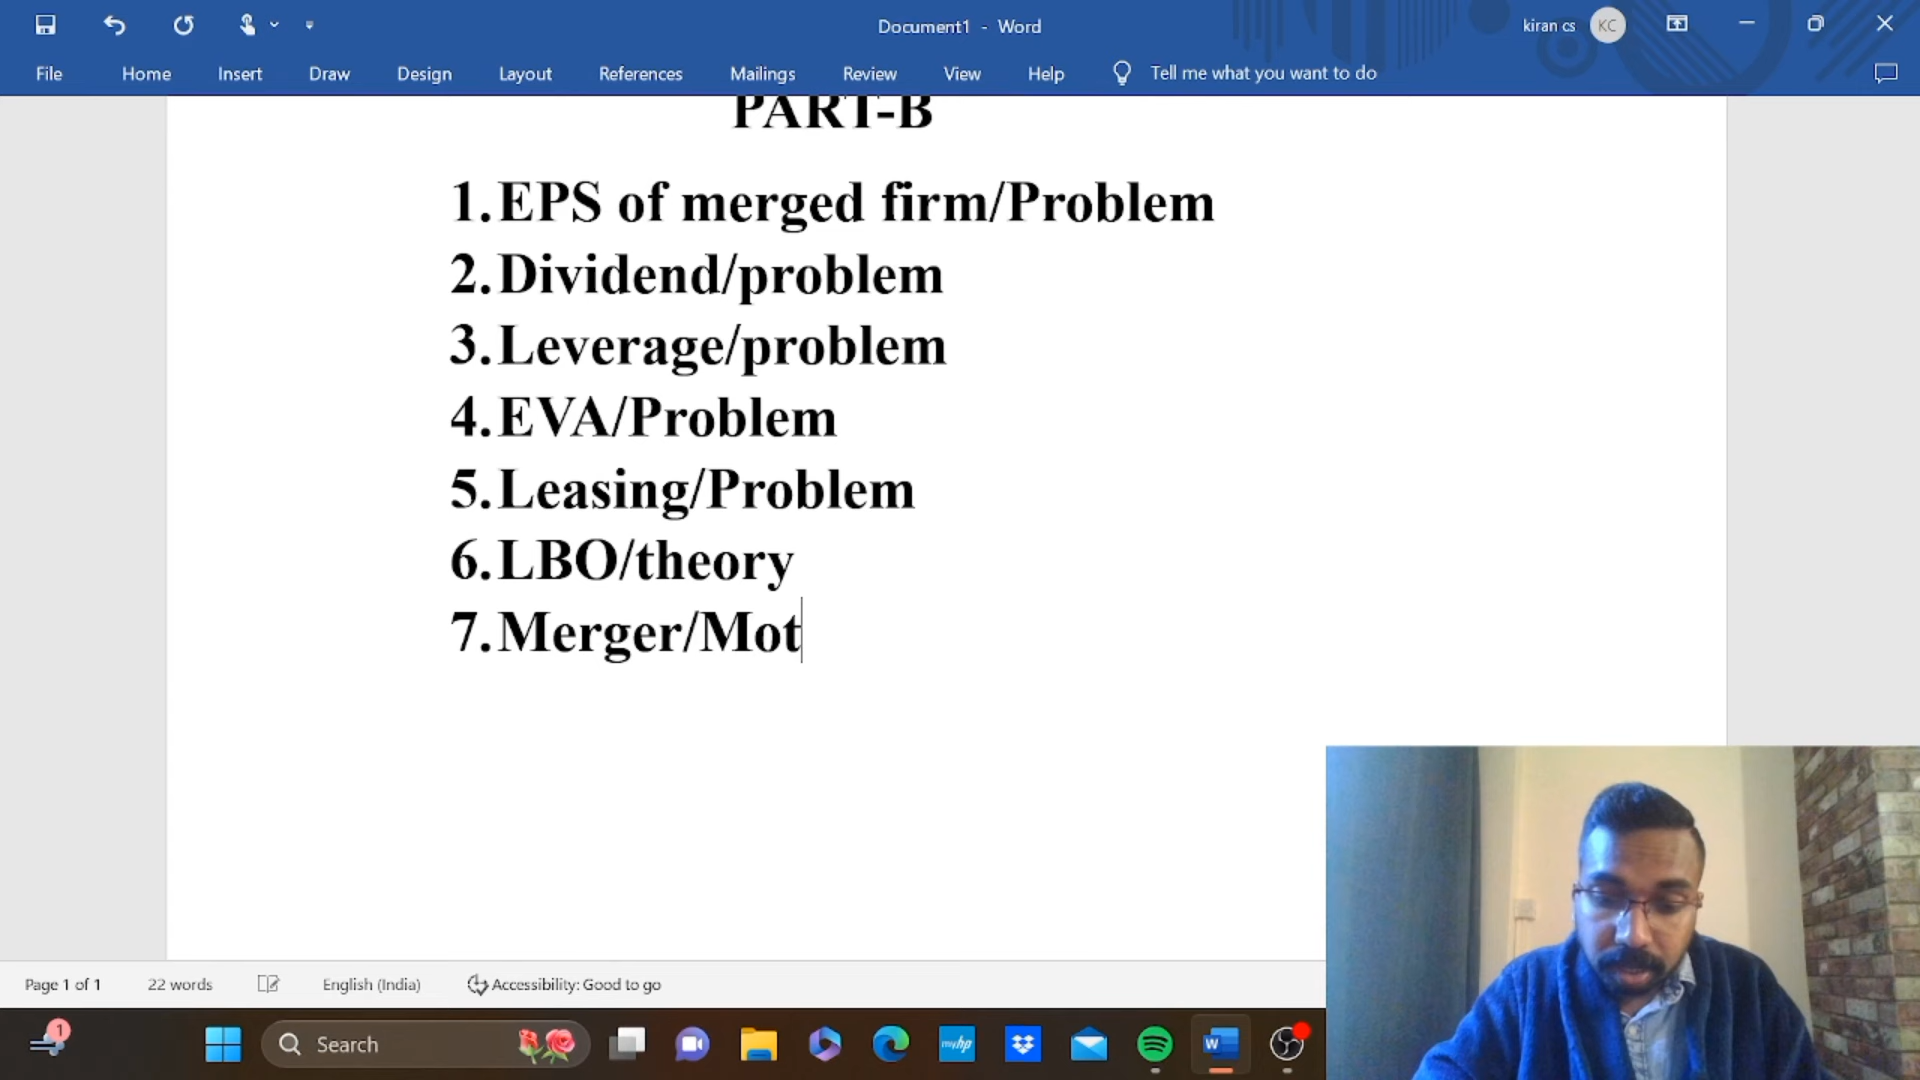 Document1 - Word
kiran cs
KC
File
Home
Insert
Draw
Design
Layout
References
Mailings
Review
View
Help
Tell me what you want to do
PART-B
1.EPS of merged firm/Problem
2.Dividend/problem
3.Leverage/problem
4.EVA/Problem
5.Leasing/Problem
6.LBO/theory
7.Merger/Mot
Page 1 of 1
22 words
English (India)
Accessibility: Good to go
1
Search
myhp
W